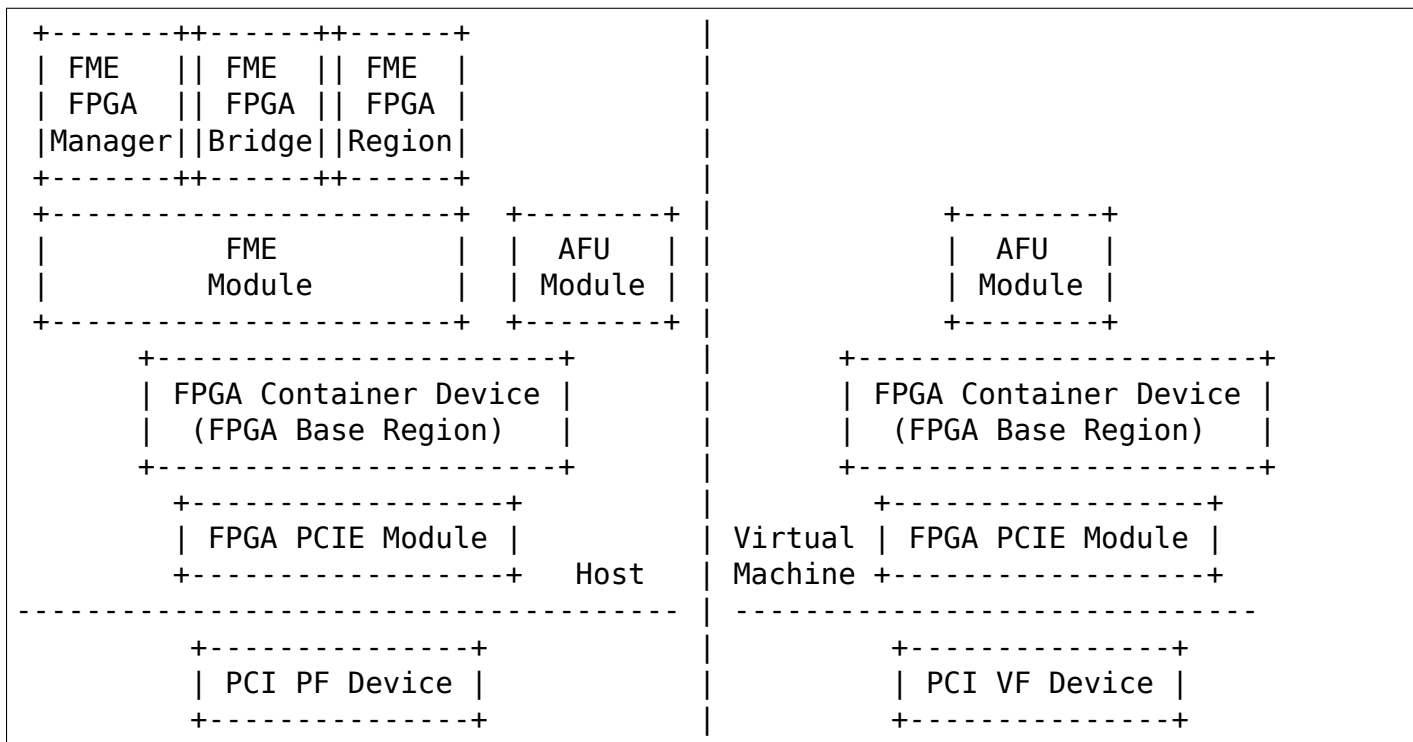 FME FME FME
FPGA FPGA FPGA
Manager Bridge Region
FME AFU AFU
Module Module Module
FPGA Container Device FPGA Container Device
(FPGA Base Region) (FPGA Base Region)
FPGA PCIE Module Virtual FPGA PCIE Module
Host Machine
PCI PF Device PCI VF Device